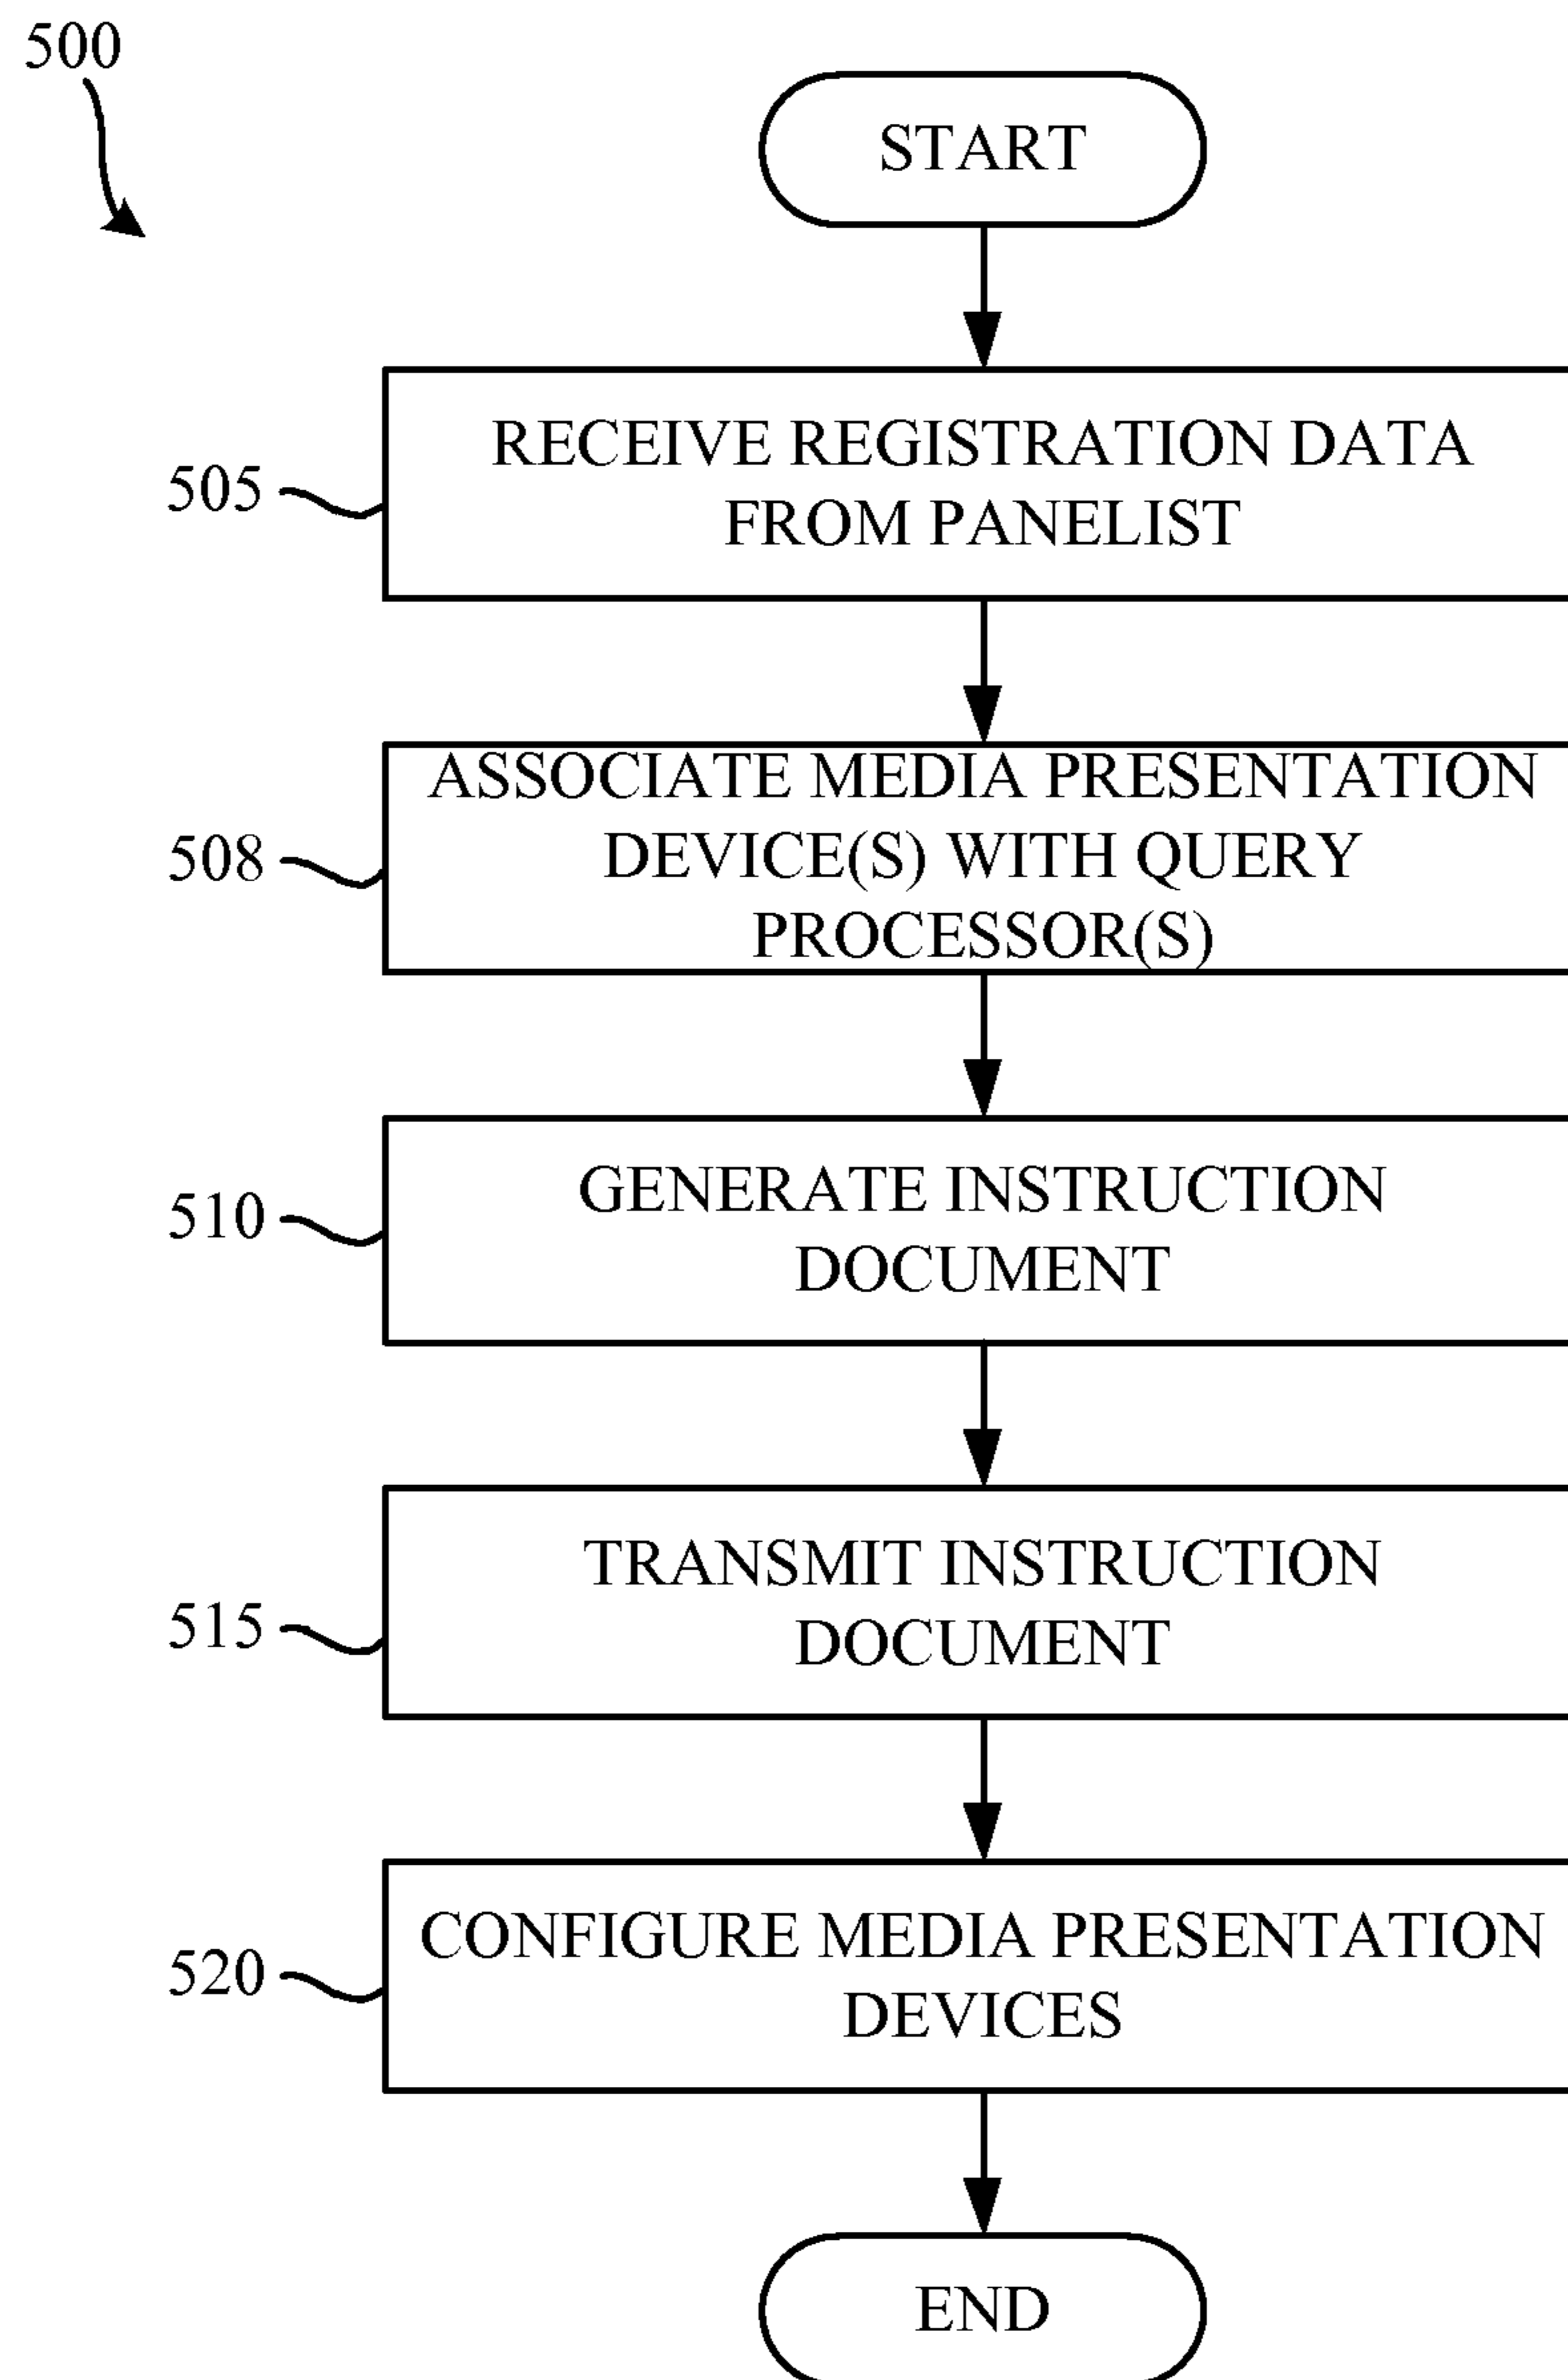 500
START
RECEIVE REGISTRATION DATA
FROM PANELIST
505
ASSOCIATE MEDIA PRESENTATION
DEVICE(S) WITH QUERY
PROCESSOR(S)
508
GENERATE INSTRUCTION
DOCUMENT
510
TRANSMIT INSTRUCTION
DOCUMENT
515
CONFIGURE MEDIA PRESENTATION
DEVICES
520
END